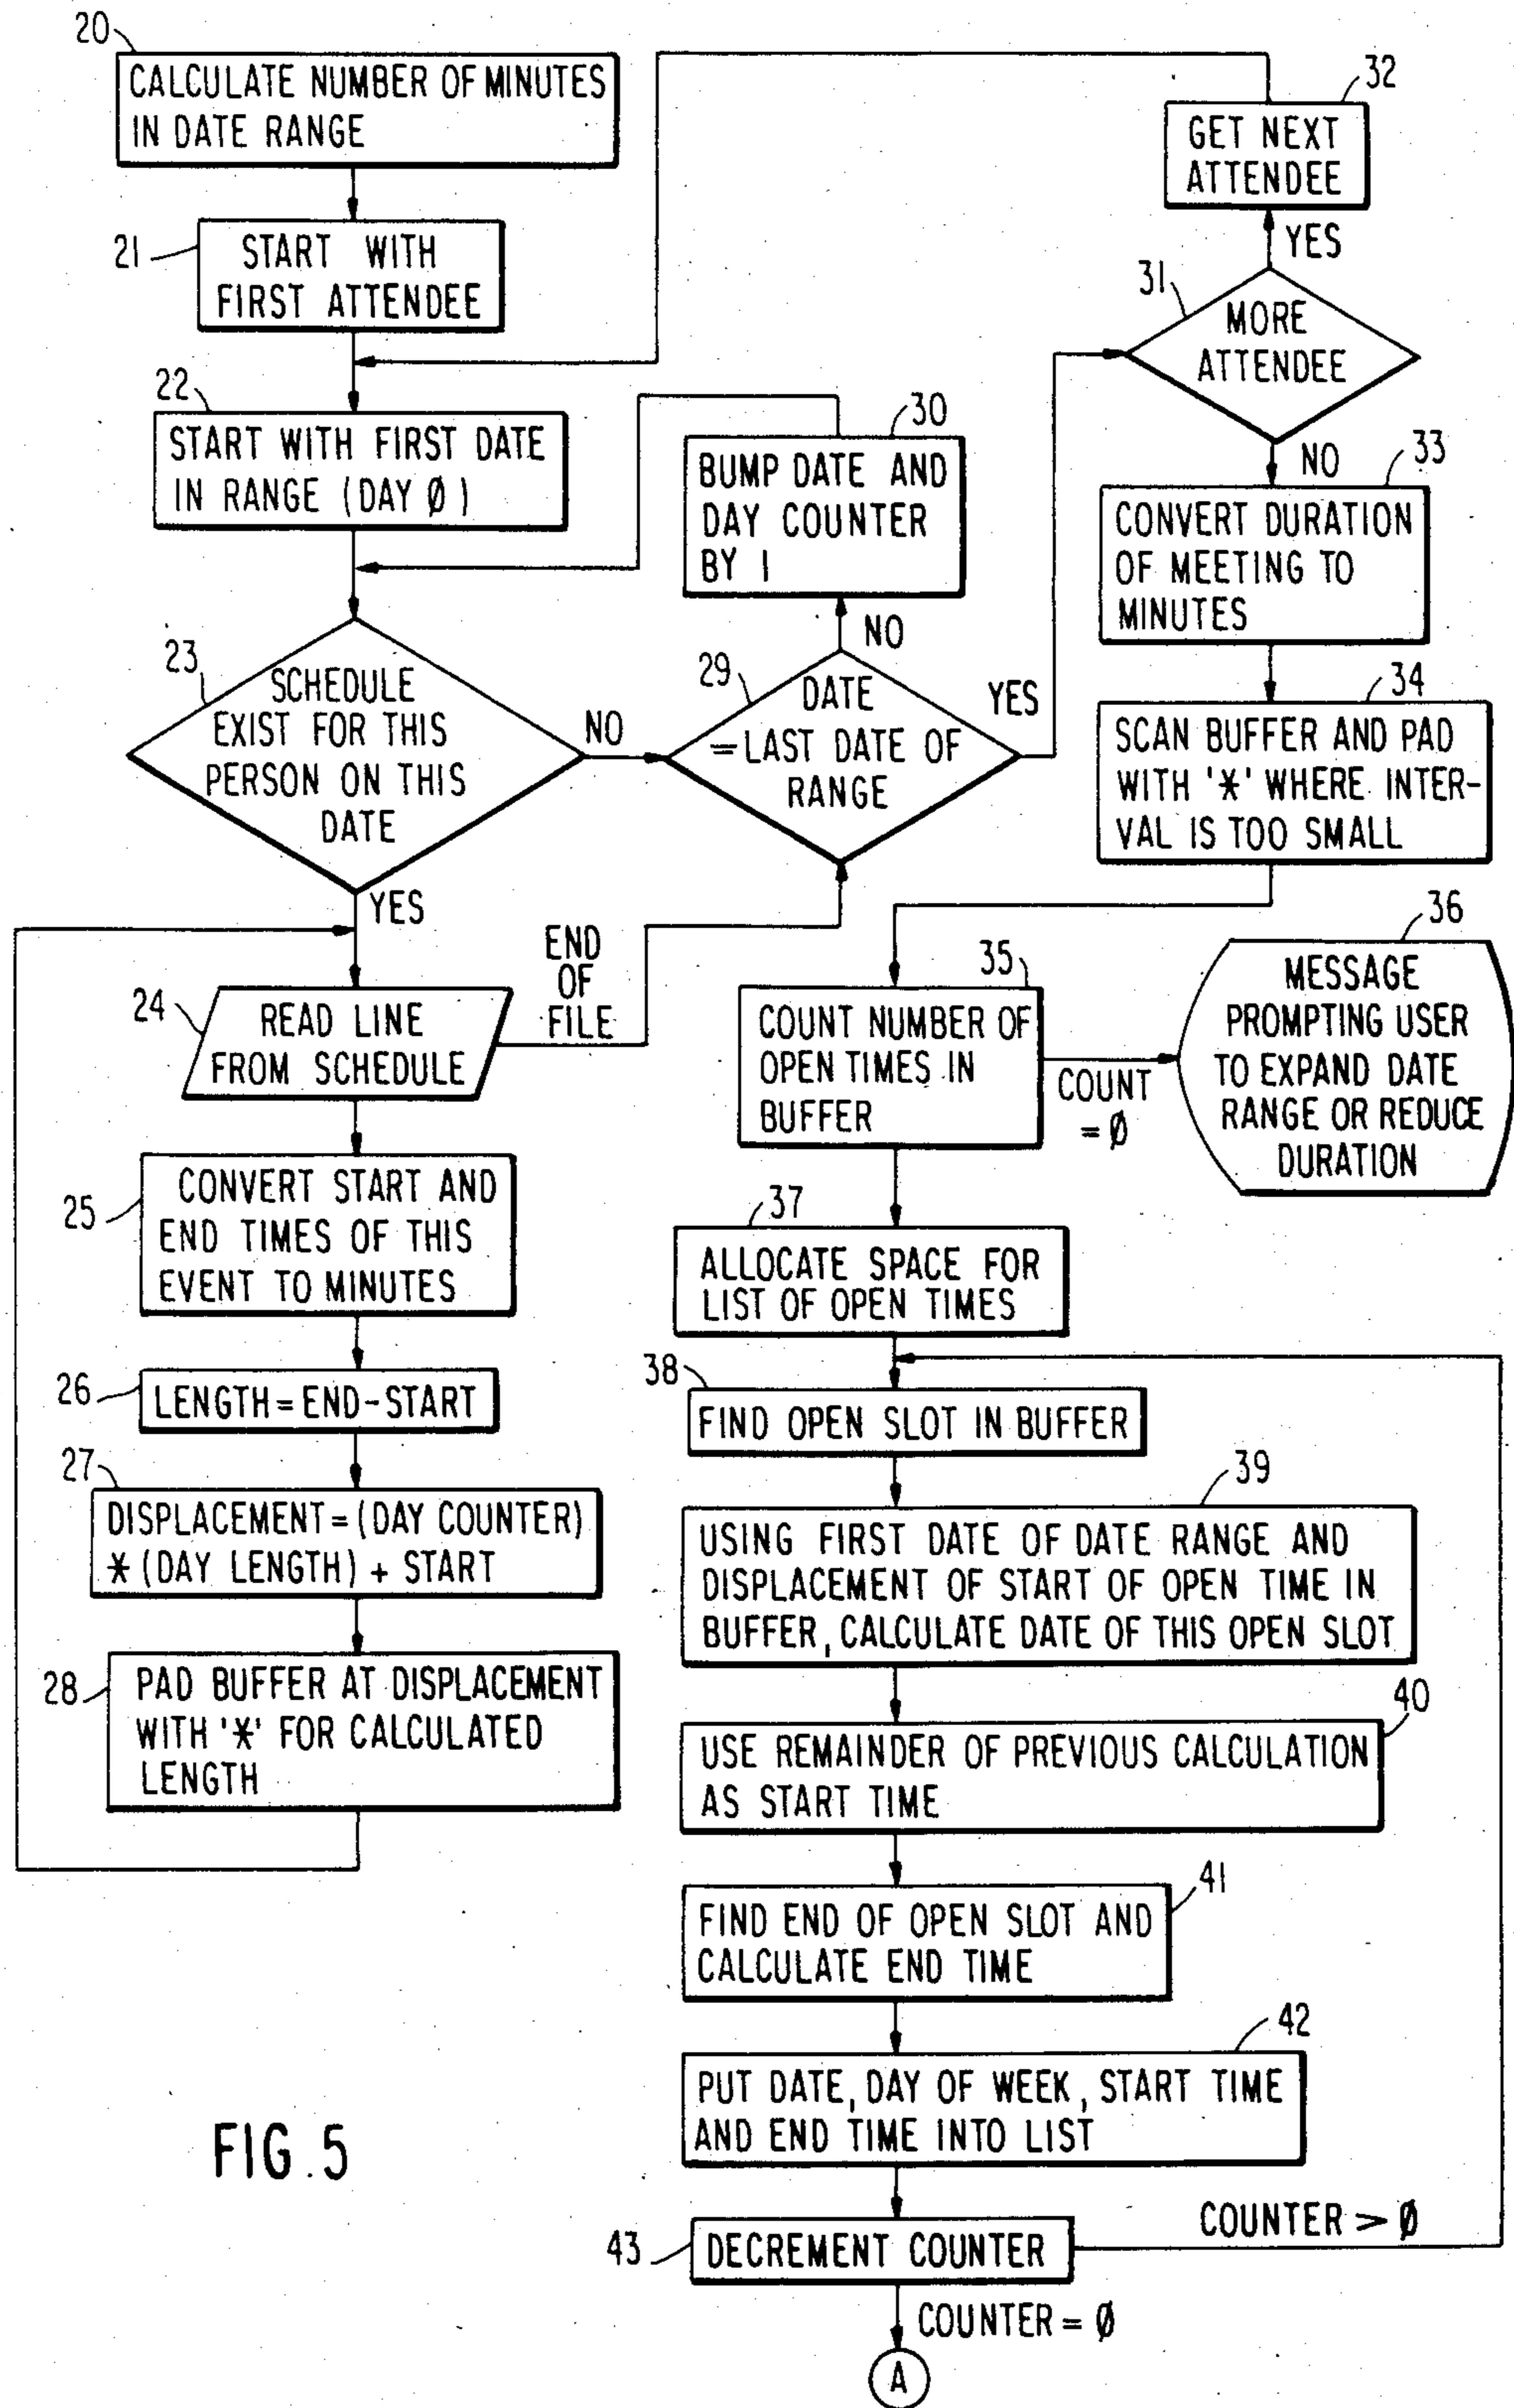 20
CALCULATE NUMBER OF MINUTES
IN DATE RANGE
21
START WITH
FIRST ATTENDEE
22
START WITH FIRST DATE
IN RANGE (DAY Ø)
23
SCHEDULE
EXIST FOR THIS
PERSON ON THIS
DATE
NO
YES
24
READ LINE
FROM SCHEDULE
END
OF
FILE
25
CONVERT START AND
END TIMES OF THIS
EVENT TO MINUTES
26
LENGTH=END-START
27
DISPLACEMENT=(DAY COUNTER)
*(DAY LENGTH)+ START
28
PAD BUFFER AT DISPLACEMENT
WITH '*' FOR CALCULATED
LENGTH
29
DATE
=LAST DATE OF
RANGE
NO
YES
30
BUMP DATE AND
DAY COUNTER
BY 1
31
MORE
ATTENDEE
YES
NO
32
GET NEXT
ATTENDEE
33
CONVERT DURATION
OF MEETING TO
MINUTES
34
SCAN BUFFER AND PAD
WITH '*' WHERE INTER-
VAL IS TOO SMALL
35
COUNT NUMBER OF
OPEN TIMES IN
BUFFER
COUNT
=Ø
36
MESSAGE
PROMPTING USER
TO EXPAND DATE
RANGE OR REDUCE
DURATION
37
ALLOCATE SPACE FOR
LIST OF OPEN TIMES
38
FIND OPEN SLOT IN BUFFER
39
USING FIRST DATE OF DATE RANGE AND
DISPLACEMENT OF START OF OPEN TIME IN
BUFFER, CALCULATE DATE OF THIS OPEN SLOT
40
USE REMAINDER OF PREVIOUS CALCULATION
AS START TIME
41
FIND END OF OPEN SLOT AND
CALCULATE END TIME
42
PUT DATE, DAY OF WEEK, START TIME
AND END TIME INTO LIST
43
DECREMENT COUNTER
COUNTER > Ø
COUNTER = Ø
A
FIG.5